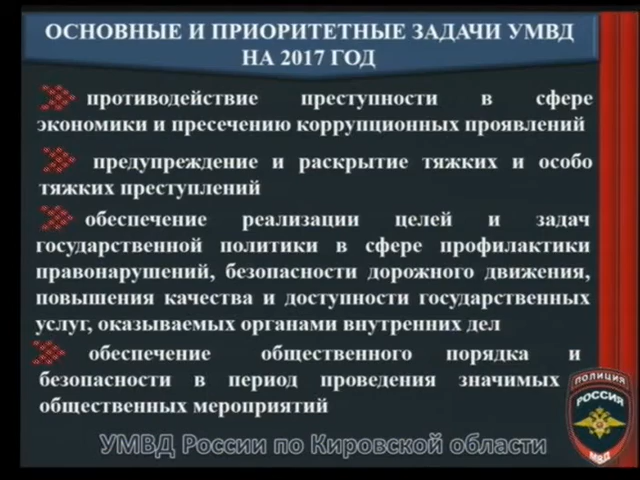 ОСНОВНЫЕ И ПРИОРИТЕТНЫЕ ЗАДАЧИ УМВД
НА 2017 ГОД
противодействие преступности в сфере
экономики и пресечению коррупционных проявлений
предупреждение и раскрытие тяжких и особо
тяжких преступлений
обеспечение реализации целей и задач
государственной политики в сфере профилактики
правонарушений, безопасности дорожного движения,
повышения качества и доступности государственных
услуг, оказываемых органами внутренних дел
обеспечение общественного порядка и
безопасности в период проведения значимых
общественных мероприятий
УМВД России по Кировской области
ПОЛИЦИЯ
РОССИЯ
МВД